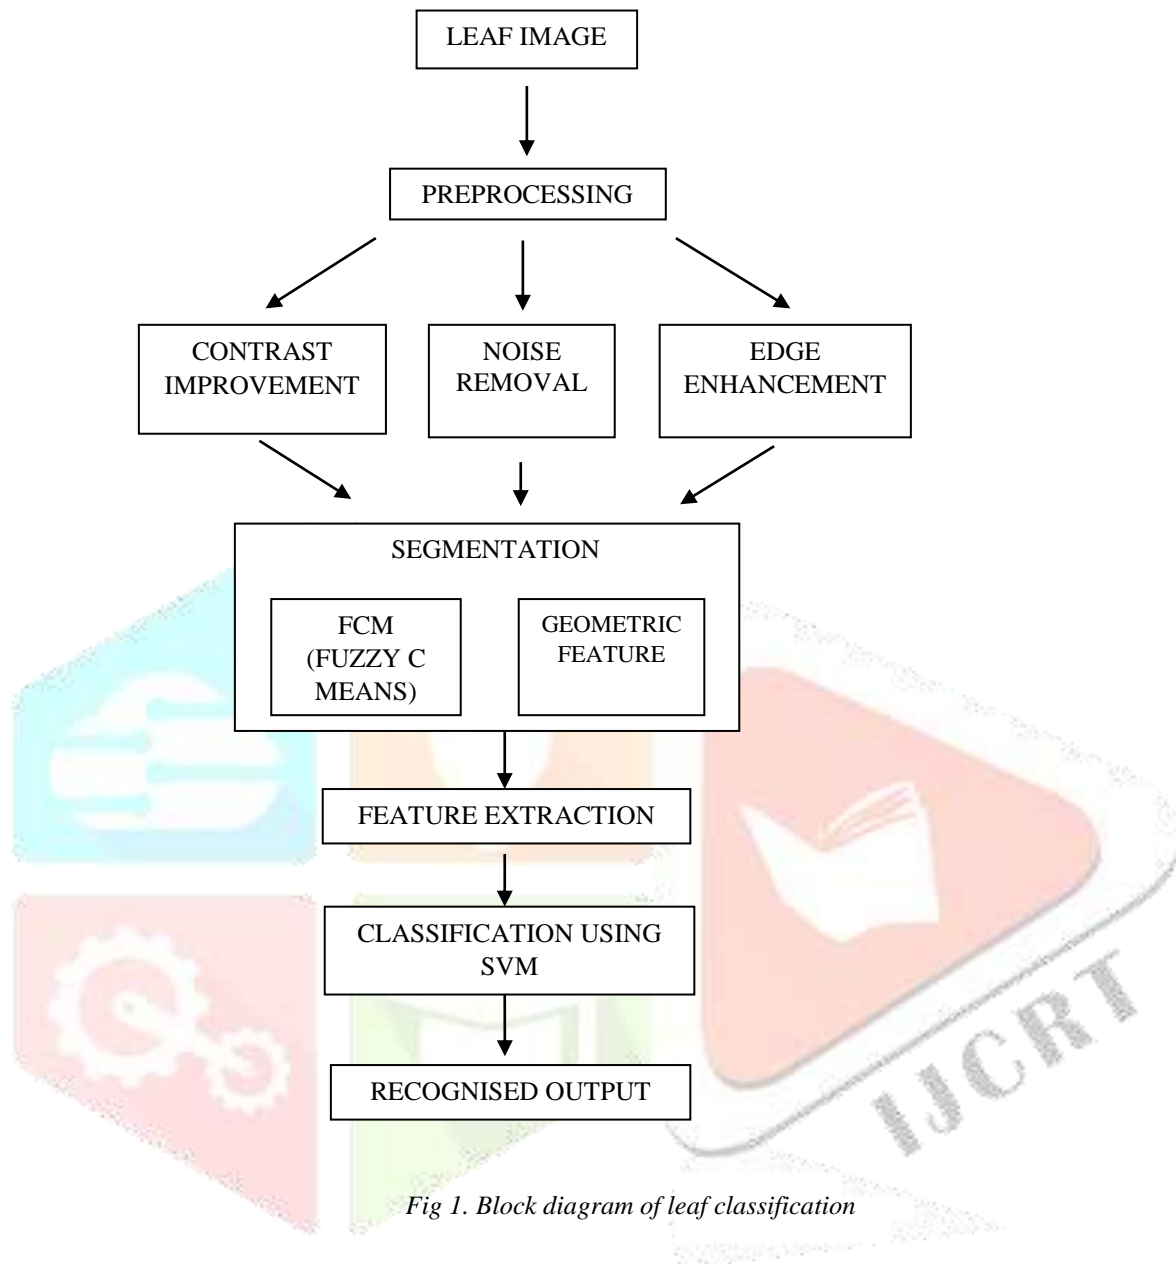 LEAF IMAGE
PREPROCESSING
CONTRAST
IMPROVEMENT
NOISE
REMOVAL
EDGE
ENHANCEMENT
SEGMENTATION
FCM
(FUZZY C
MEANS)
GEOMETRIC
FEATURE
FEATURE EXTRACTION
CLASSIFICATION USING
SVM
RECOGNISED OUTPUT
IJCRT
Fig 1. Block diagram of leaf classification